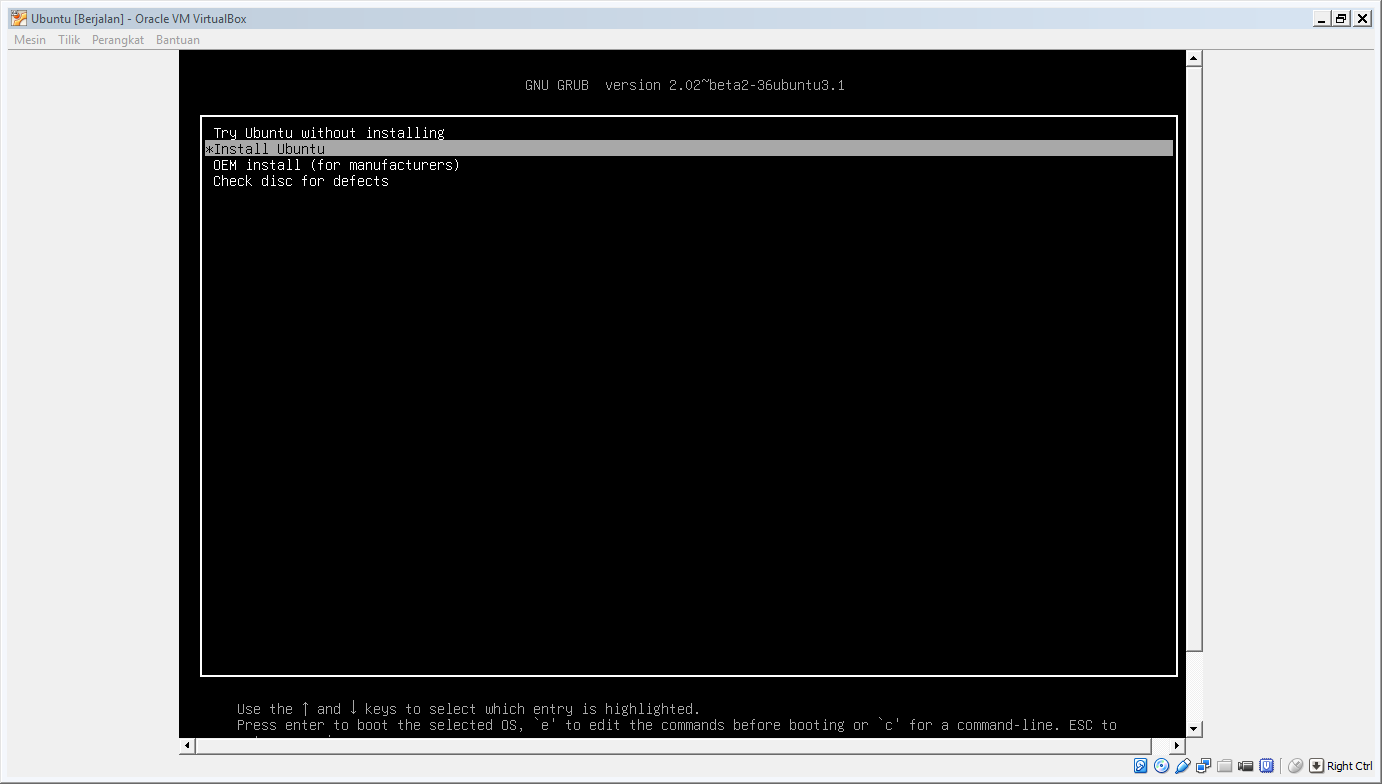 Ubuntu [Berjalan] - Oracle VM VirtualBox
Mesin Tilik Perangkat Bantuan
GNU GRUB version 2.02~beta2-36ubuntu3.1
Try Ubuntu without installing
*Install Ubuntu
OEM install (for manufacturers)
Check disc for defects
Use the ↑ and ↓ keys to select which entry is highlighted.
Press enter to boot the selected OS, `e' to edit the commands before booting or `c' for a command-line. ESC to
Right Ctrl